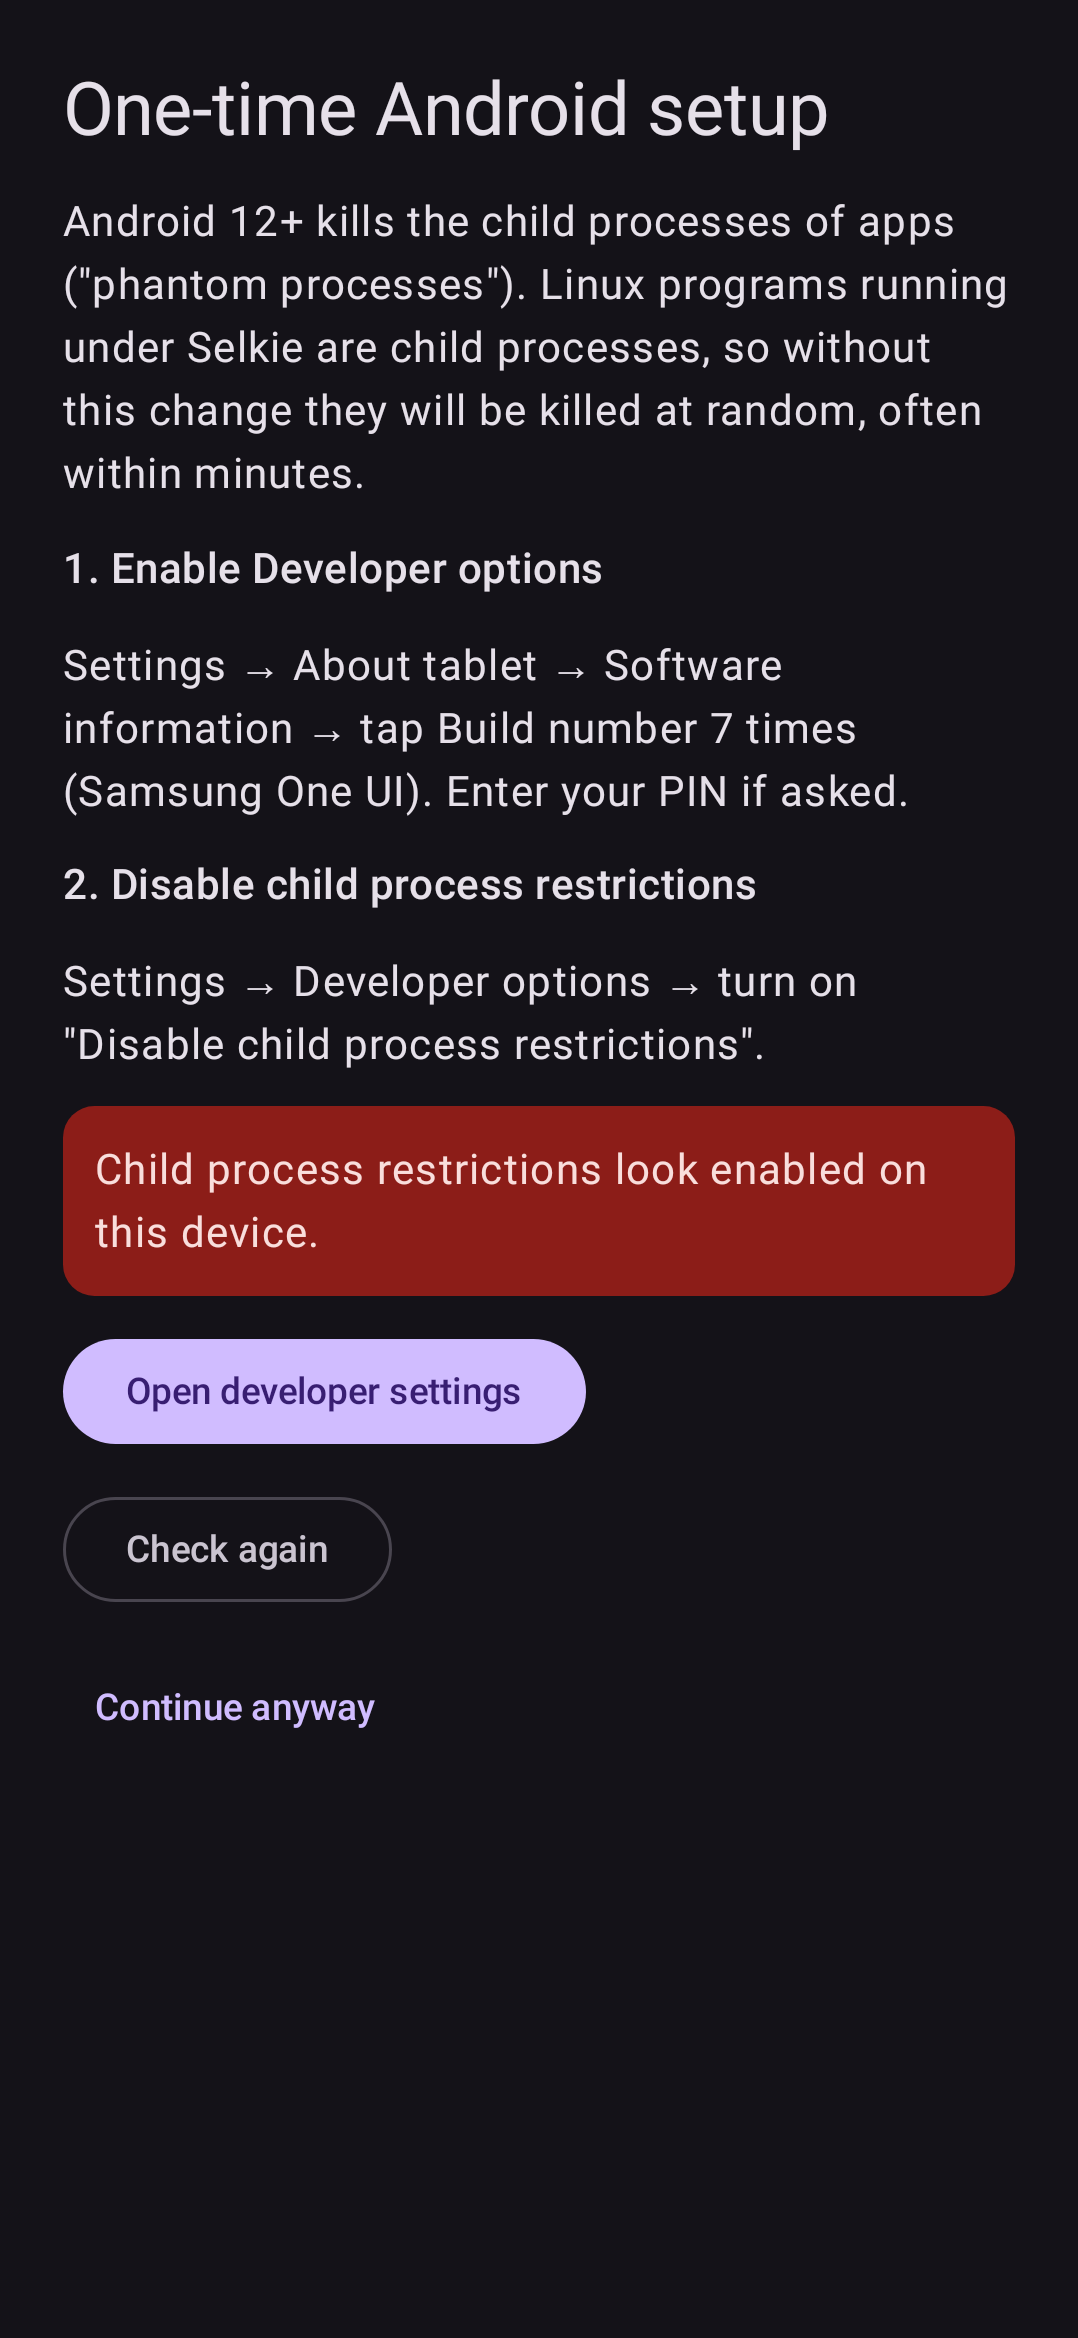 One-time Android setup
Android 12+ kills the child processes of apps
("phantom processes"). Linux programs running
under Selkie are child processes, so without
this change they will be killed at random, often
within minutes.
1. Enable Developer options
Settings → About tablet → Software
information → tap Build number 7 times
(Samsung One UI). Enter your PIN if asked.
2. Disable child process restrictions
Settings → Developer options → turn on
"Disable child process restrictions".
Child process restrictions look enabled on
this device.
Open developer settings
Check again
Continue anyway